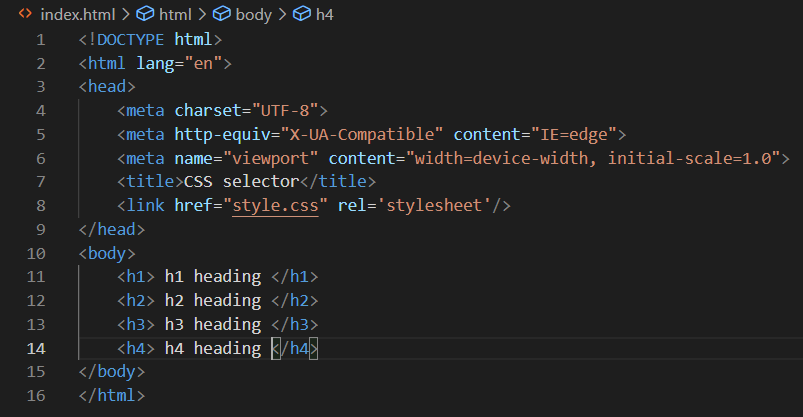 index.html > html > body > h4
1 <!DOCTYPE html>
2 <html lang="en">
3 <head>
4     <meta charset="UTF-8">
5     <meta http-equiv="X-UA-Compatible" content="IE=edge">
6     <meta name="viewport" content="width=device-width, initial-scale=1.0">
7     <title>CSS selector</title>
8     <link href="style.css" rel='stylesheet'/>
9 </head>
10 <body>
11     <h1> h1 heading </h1>
12     <h2> h2 heading </h2>
13     <h3> h3 heading </h3>
14     <h4> h4 heading </h4>
15 </body>
16 </html>